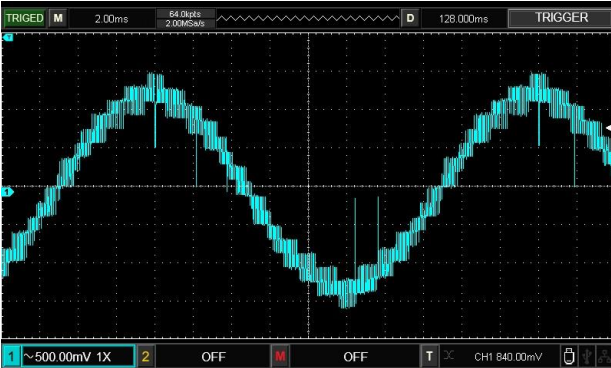 TRIGED M 2.00ms 64.0kpts D 128.000ms TRIGGER
2.00MSa/s
T
1
1 ~500.00mV 1X 2 OFF M OFF T CH1 840.00mV